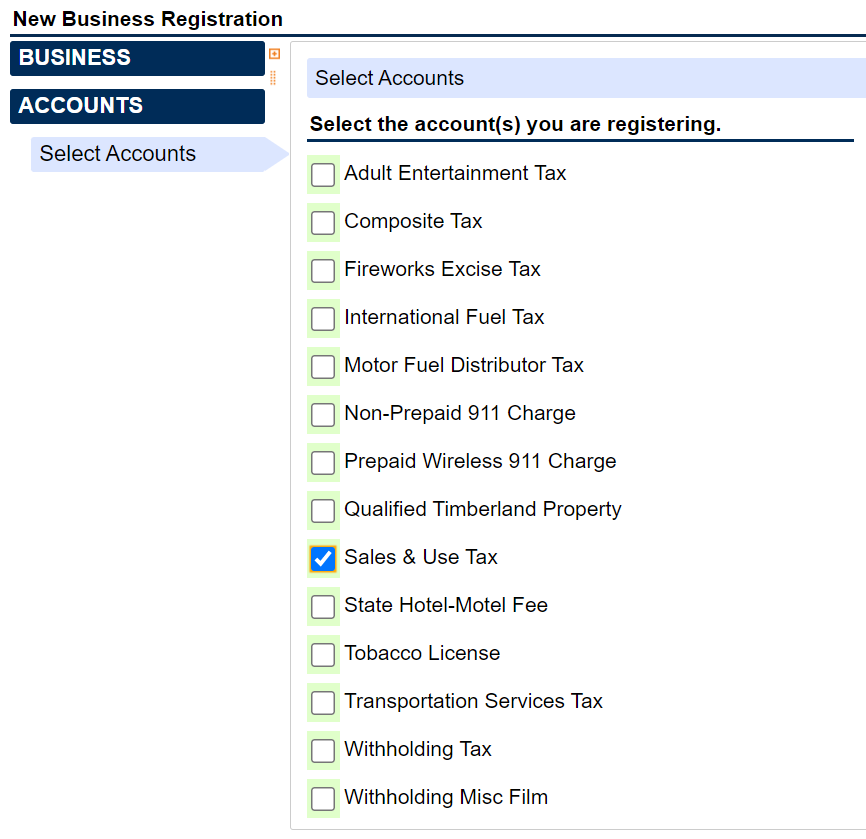 New Business Registration
BUSINESS
ACCOUNTS
Select Accounts
Select Accounts
Select the account(s) you are registering.
Adult Entertainment Tax
Composite Tax
Fireworks Excise Tax
International Fuel Tax
Motor Fuel Distributor Tax
Non-Prepaid 911 Charge
Prepaid Wireless 911 Charge
Qualified Timberland Property
Sales & Use Tax
State Hotel-Motel Fee
Tobacco License
Transportation Services Tax
Withholding Tax
Withholding Misc Film